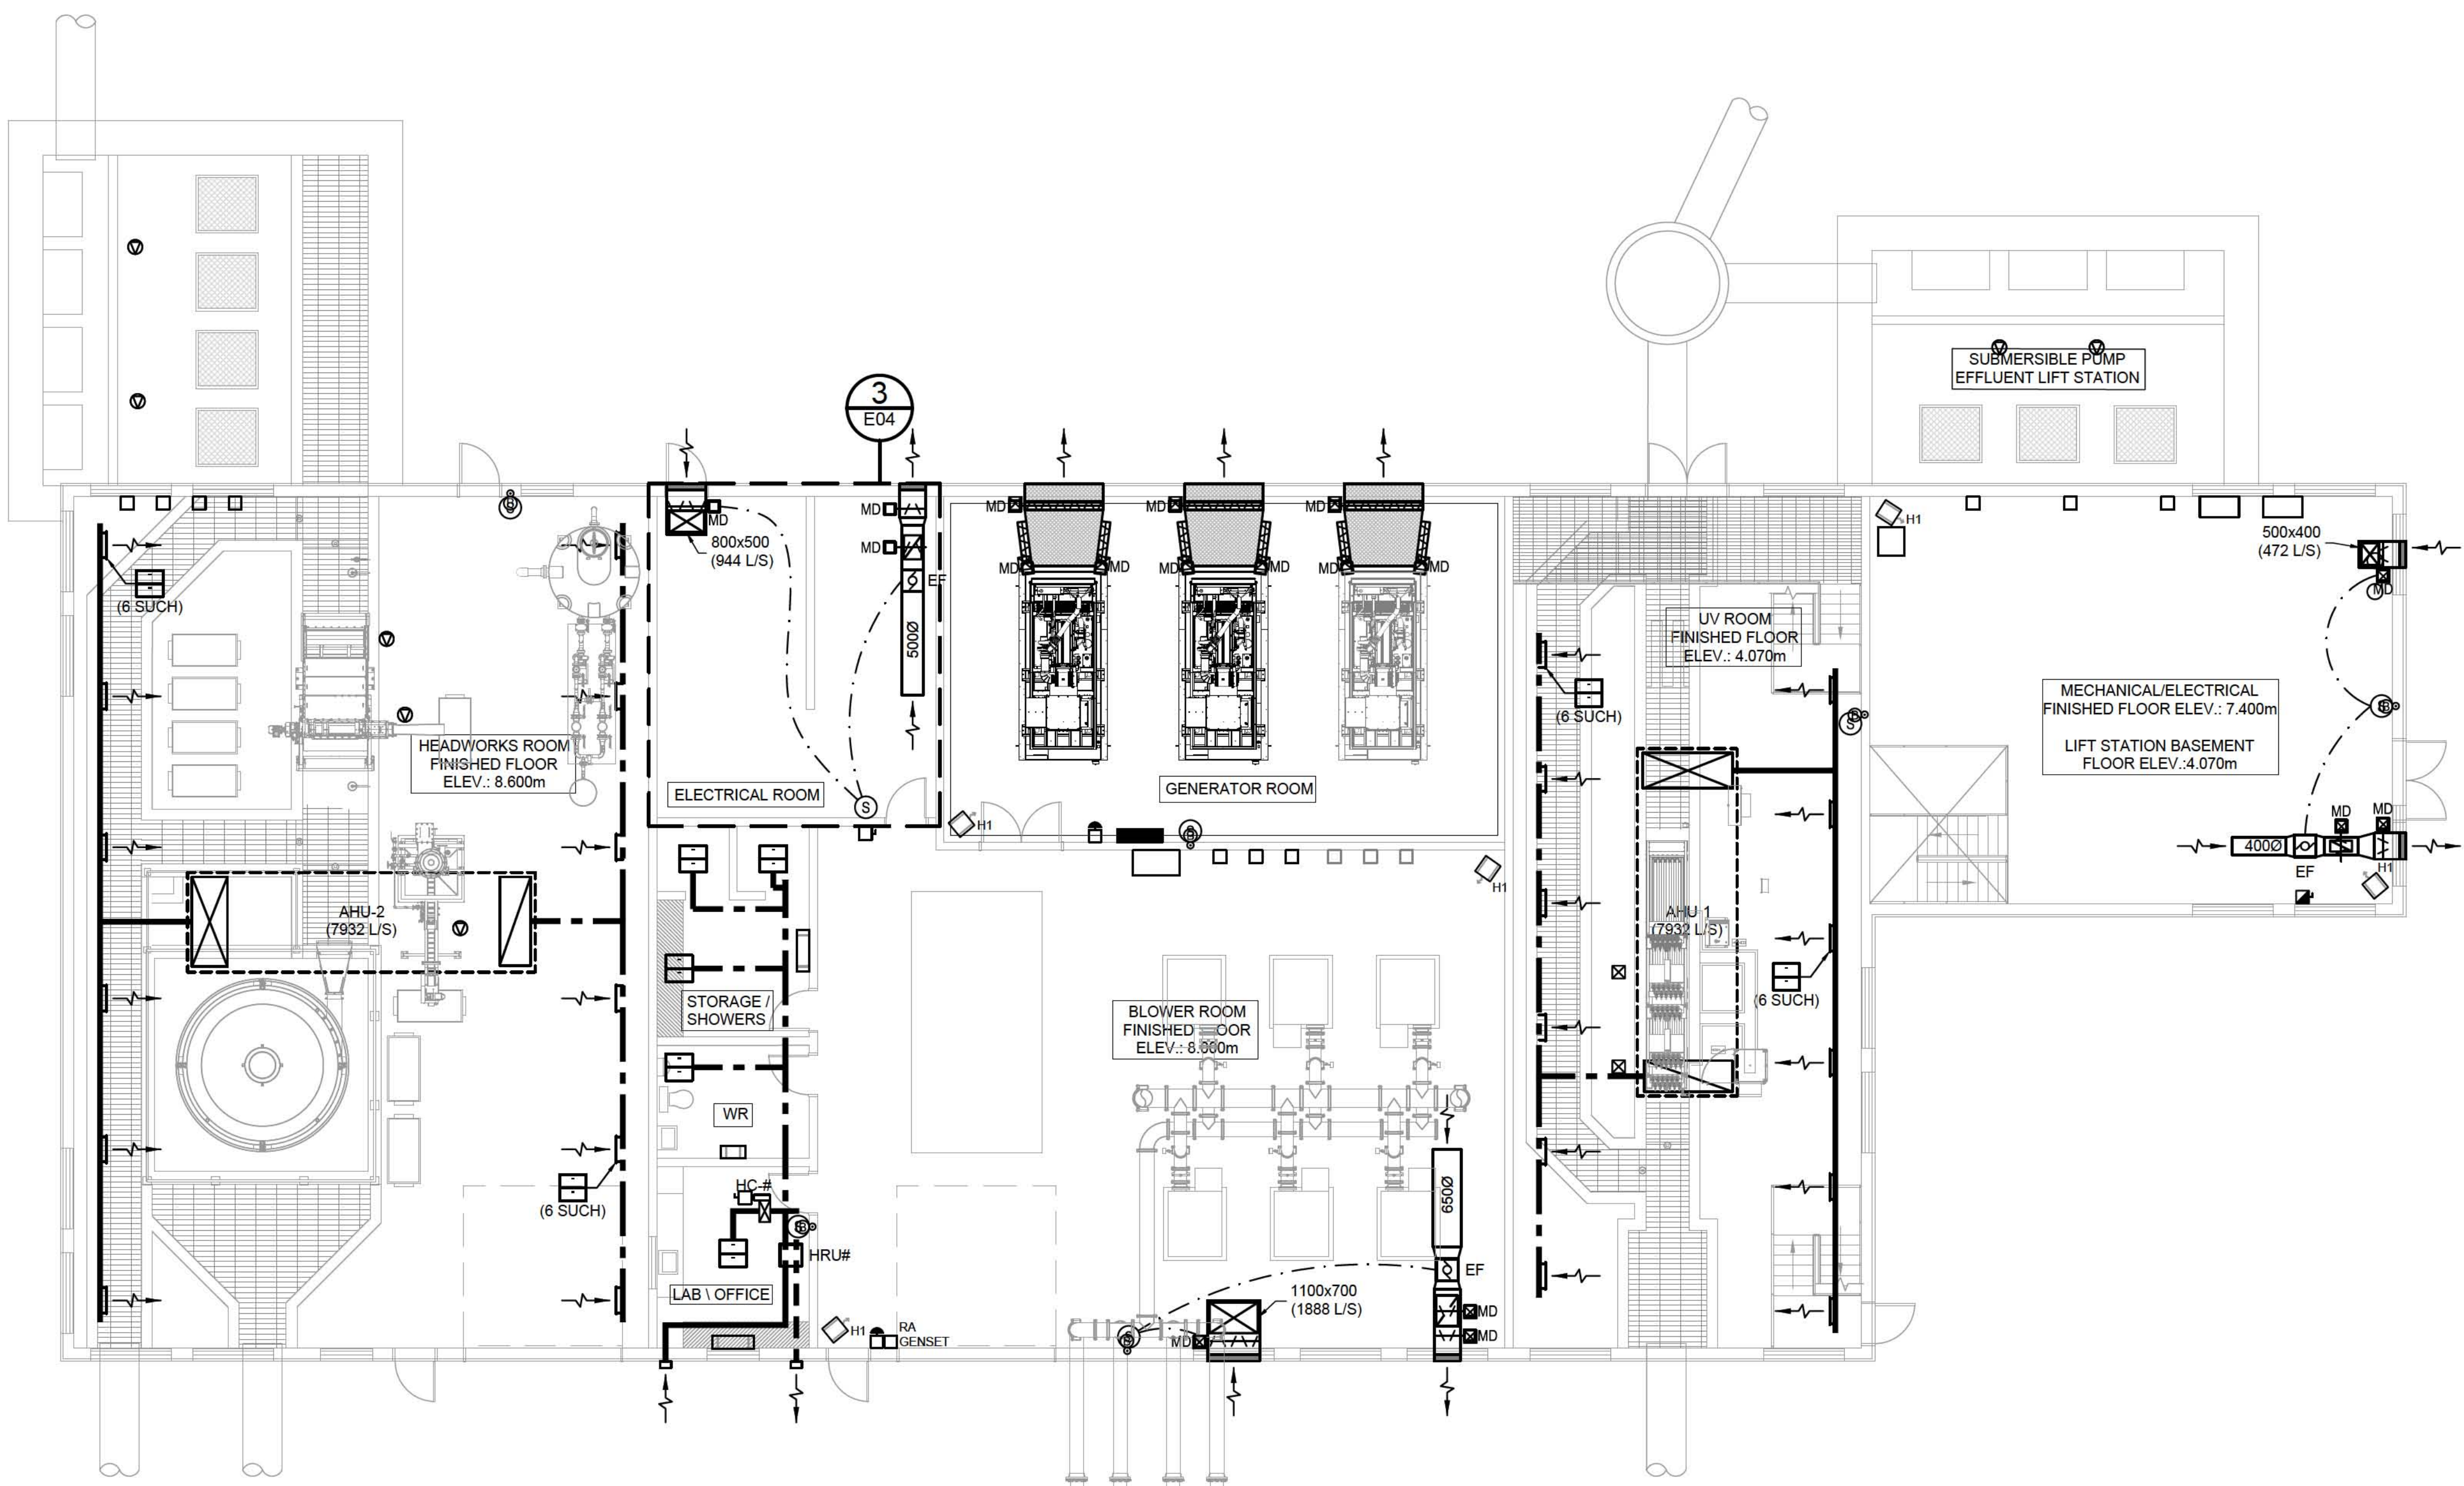 3
E04
SUBMERSIBLE PUMP
EFFLUENT LIFT STATION
MD
800x500
(944 L/S)
MD
MD
EF
500Ø
ELECTRICAL ROOM
S
MD
MD
MD
MD
MD
MD
MD
MD
MD
GENERATOR ROOM
H1
H1
H1
500x400
(472 L/S)
MD
(6 SUCH)
HEADWORKS ROOM
FINISHED FLOOR
ELEV.: 8.600m
AHU-2
(7932 L/S)
(6 SUCH)
UV ROOM
FINISHED FLOOR
ELEV.: 4.070m
(6 SUCH)
S
AHU-1
(7932 L/S)
(6 SUCH)
MECHANICAL/ELECTRICAL
FINISHED FLOOR ELEV.: 7.400m
LIFT STATION BASEMENT
FLOOR ELEV.:4.070m
MD
MD
400Ø
EF
H1
STORAGE /
SHOWERS
WR
HC-#
HRU#
LAB \ OFFICE
H1
RA
GENSET
BLOWER ROOM
FINISHED OOR
ELEV.: 8.600m
650Ø
EF
MD
MD
1100x700
(1888 L/S)
MD